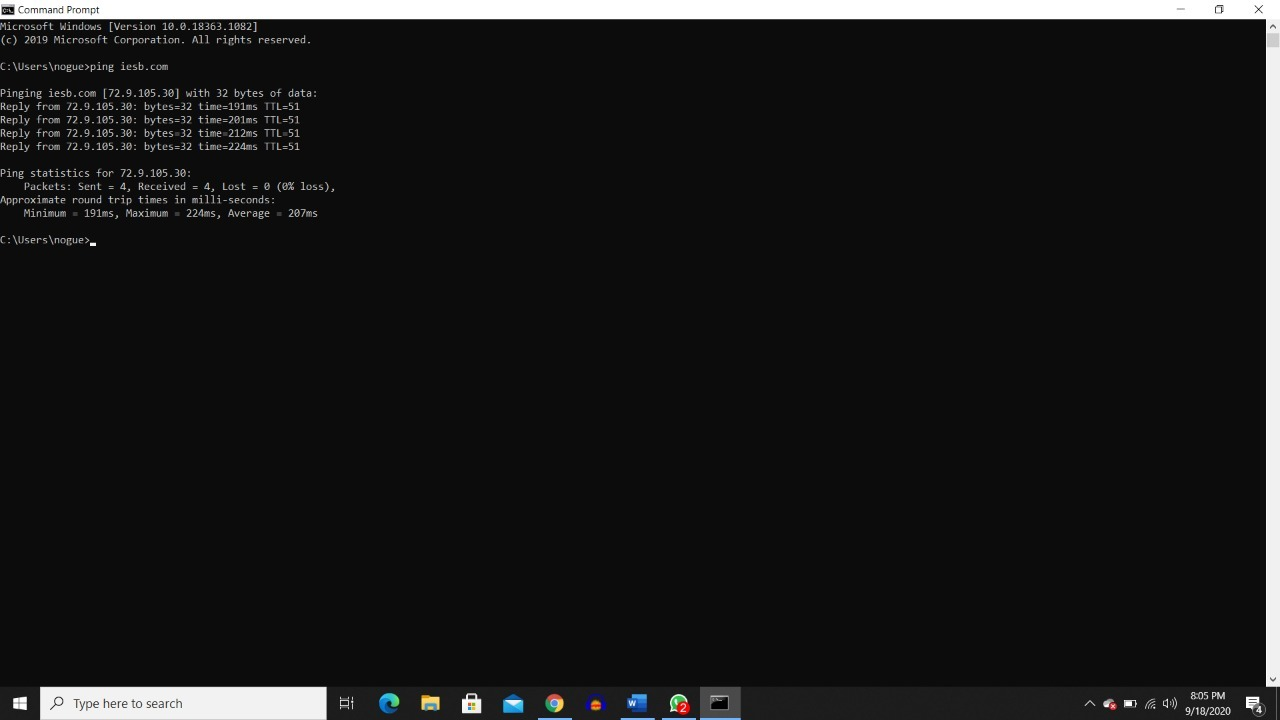 Command Prompt
Microsoft Windows [Version 10.0.18363.1082]
(c) 2019 Microsoft Corporation. All rights reserved.
C:\Users\nogue>ping iesb.com
Pinging iesb.com [72.9.105.30] with 32 bytes of data:
Reply from 72.9.105.30: bytes=32 time=191ms TTL=51
Reply from 72.9.105.30: bytes=32 time=201ms TTL=51
Reply from 72.9.105.30: bytes=32 time=212ms TTL=51
Reply from 72.9.105.30: bytes=32 time=224ms TTL=51
Ping statistics for 72.9.105.30:
Packets: Sent = 4, Received = 4, Lost = 0 (0% loss),
Approximate round trip times in milli-seconds:
Minimum = 191ms, Maximum = 224ms, Average = 207ms
C:\Users\nogue>
Type here to search
W
2
8:05 PM
9/18/2020
4